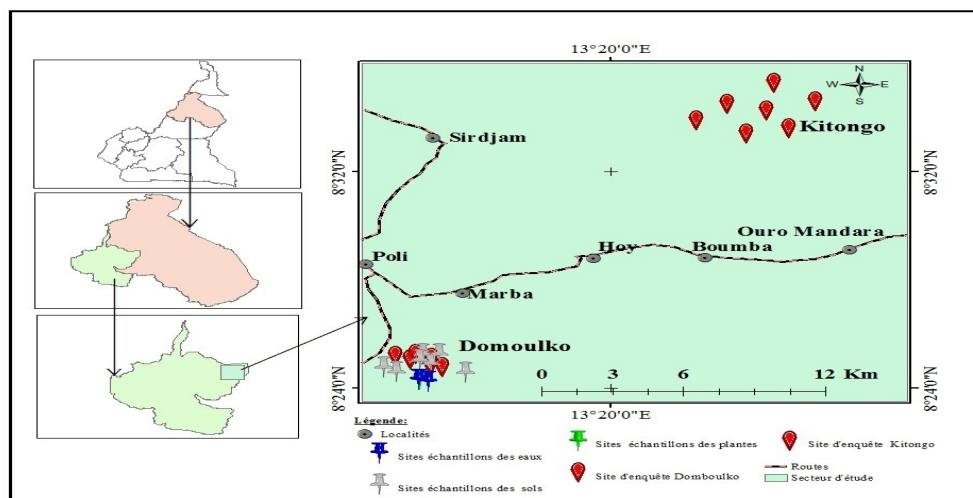 13°20'0"E
N
W E
S
Kitongo
Sirdjam
8°32'0"N
8°32'0"N
Ouro Mandara
Hoy
Boumba
Poli
Marba
Domoulko
0 3 6 12 Km
8°24'0"N
8°24'0"N
13°20'0"E
Légende:
Localités
Sites échantillons des eaux
Sites échantillons des sols
Sites échantillons des plantes
Site d'enquête Domboulko
Site d'enquête Kitongo
Routes
Secteur d'étude